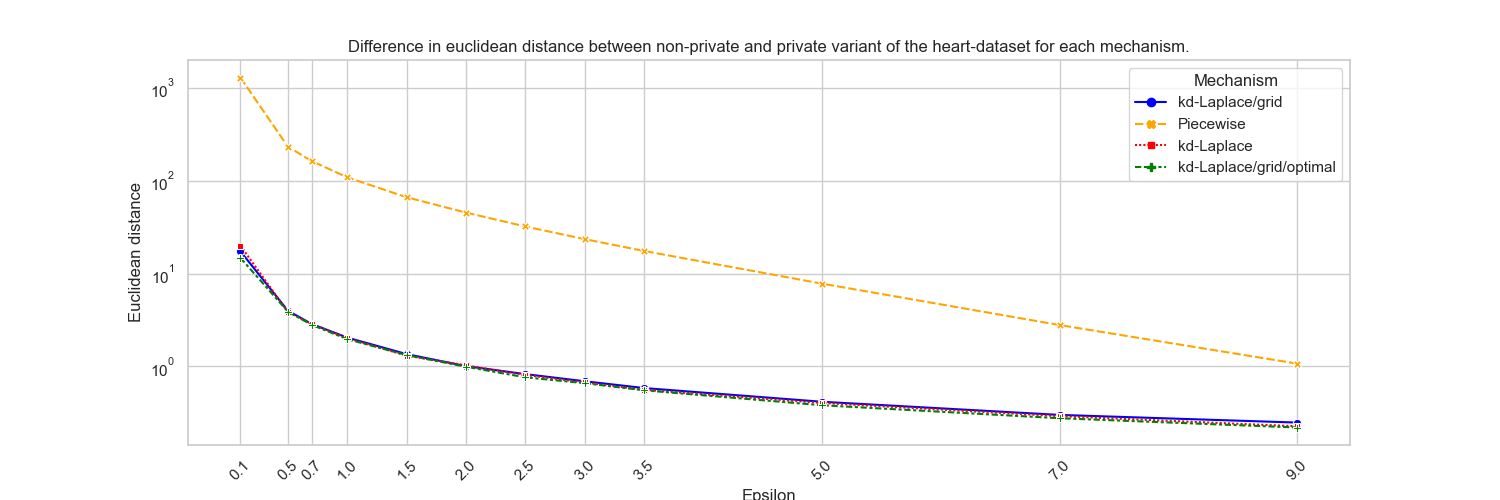 Difference in euclidean distance between non-private and private variant of the heart-dataset for each mechanism.
Mechanism
kd-Laplace/grid
Piecewise
kd-Laplace
kd-Laplace/grid/optimal
Euclidean distance
10³
10²
10¹
10⁰
0.1 0.5 0.7 1.0 1.5 2.0 2.5 3.0 3.5 5.0 7.0 9.0
Epsilon